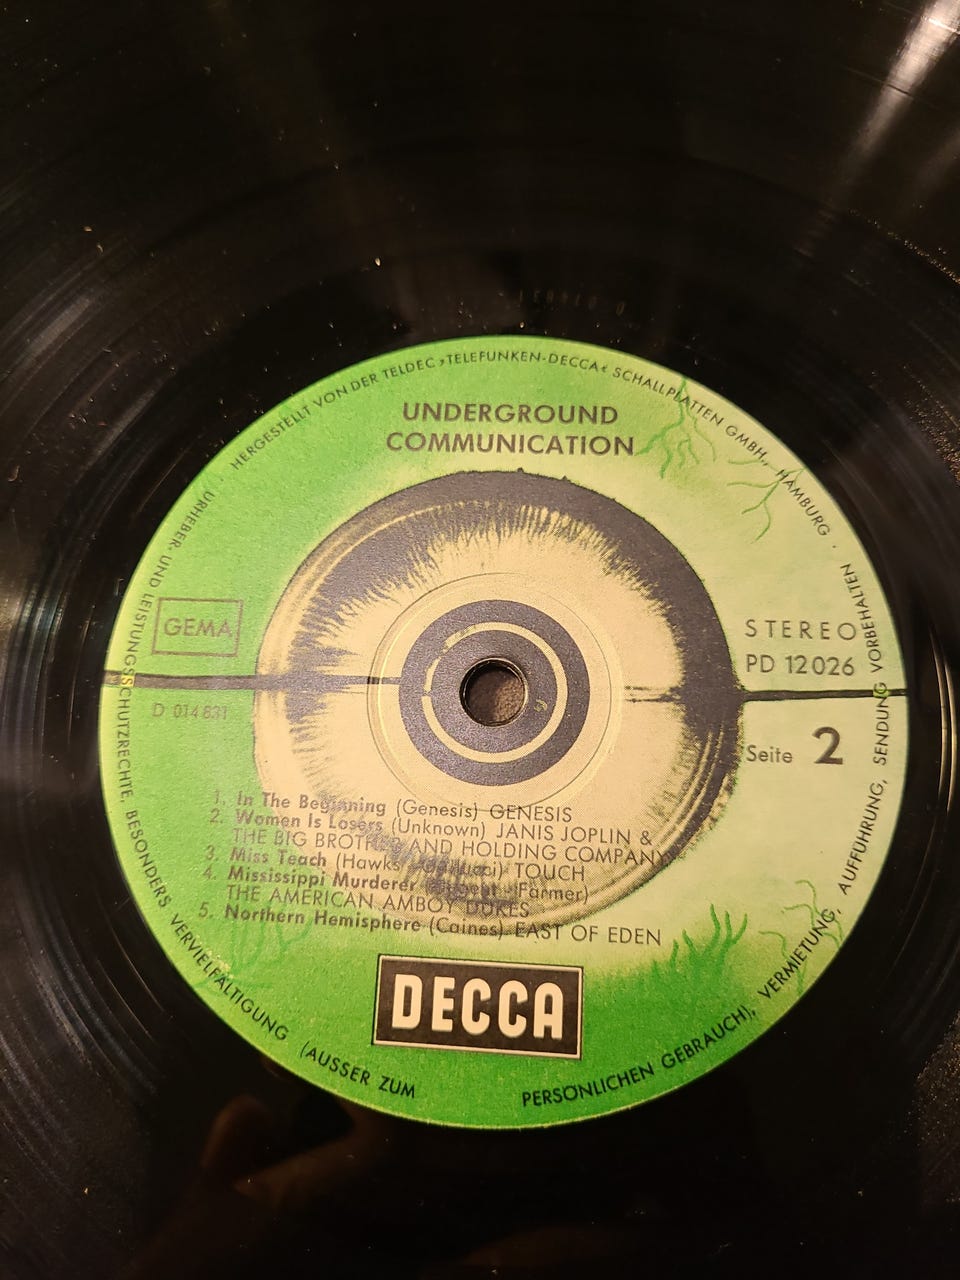 HERGESTELLT VON DER TELDEC »TELEFUNKEN-DECCA« SCHALLPLATTEN GMBH., HAMBURG ·
UNDERGROUND
COMMUNICATION
GEMA
STEREO
PD 12026
D 014831
Seite 2
1. In The Beginning (Genesis) GENESIS
2. Women Is Losers (Unknown) JANIS JOPLIN &
THE BIG BROTHER AND HOLDING COMPANY
3. Miss Teach (Hawks TOUCH
4. Mississippi Murderer Farmer)
THE AMERICAN AMBOY DUKES
5. Northern Hemisphere (Caines) EAST OF EDEN
DECCA
· URHEBER- UND LEISTUNGSSCHUTZRECHTE, BESONDERS VERVIELFÄLTIGUNG (AUSSER ZUM PERSÖNLICHEN GEBRAUCH), VERMIETUNG, AUFFÜHRUNG, SENDUNG VORBEHALTEN